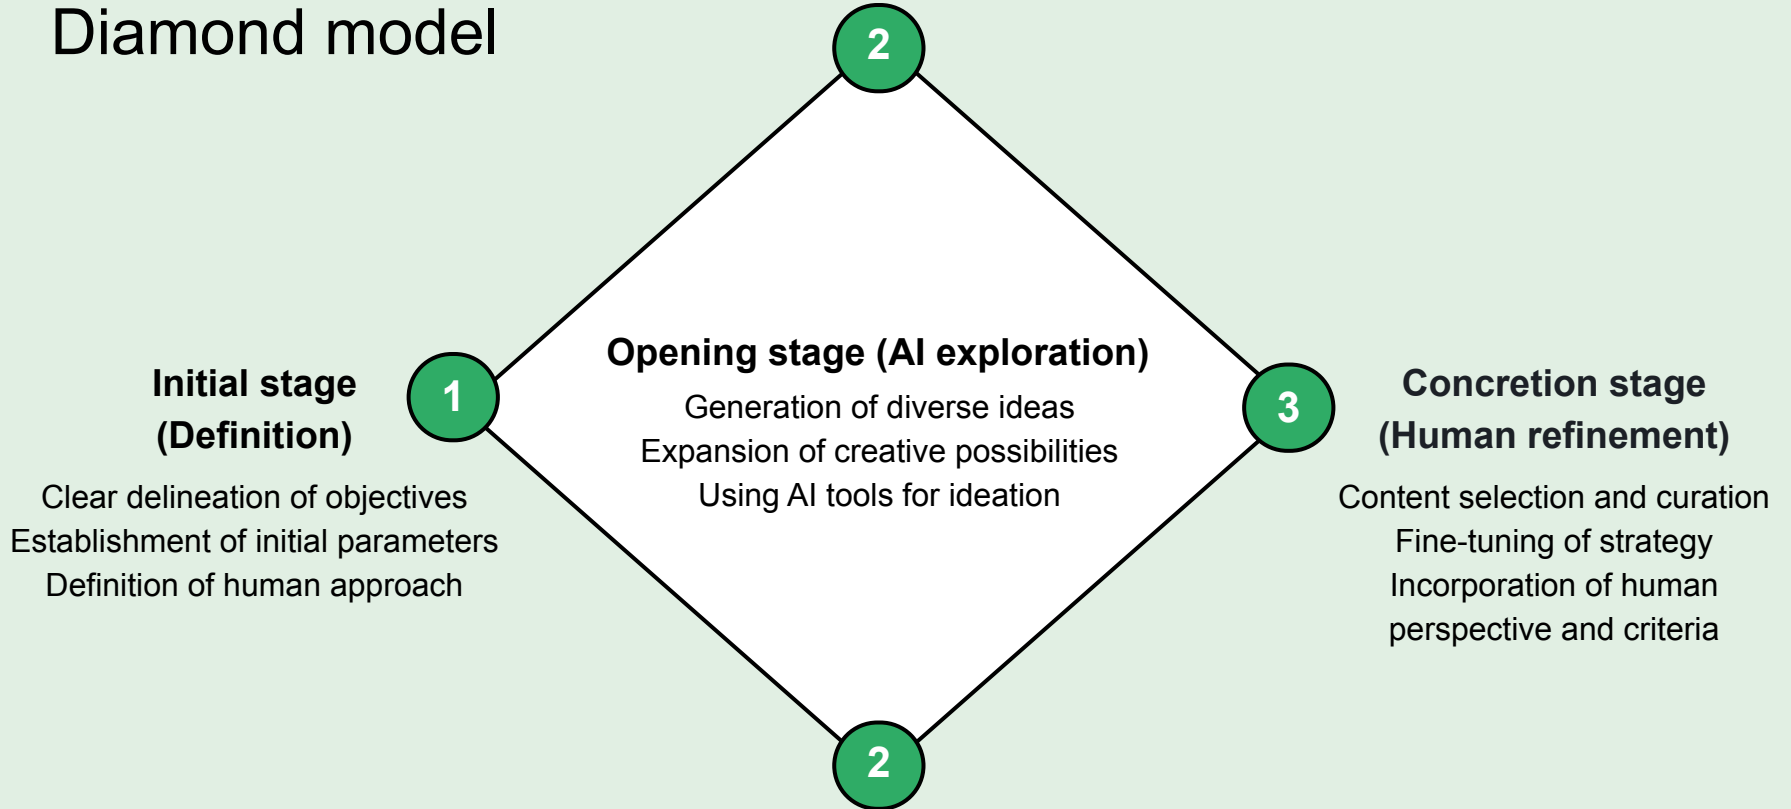 Diamond model
2
1
Initial stage
(Definition)
Clear delineation of objectives
Establishment of initial parameters
Definition of human approach
Opening stage (AI exploration)
Generation of diverse ideas
Expansion of creative possibilities
Using AI tools for ideation
3
Concretion stage
(Human refinement)
Content selection and curation
Fine-tuning of strategy
Incorporation of human
perspective and criteria
2